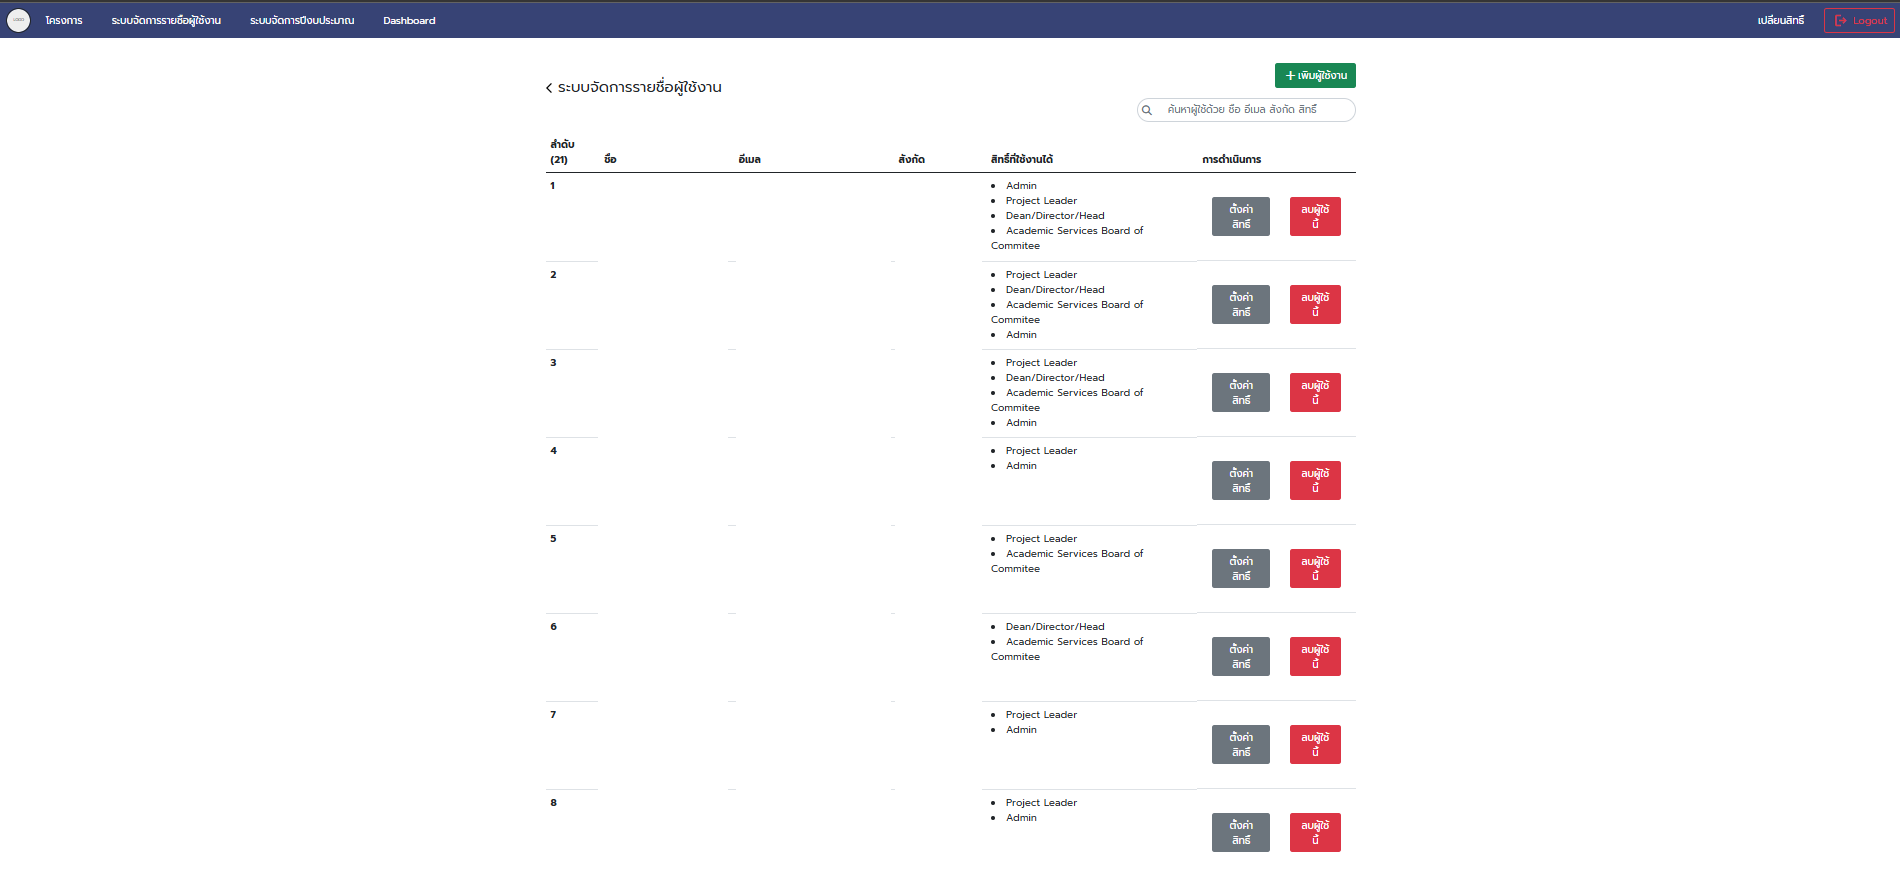 LOGO โครงการ ระบบจัดการรายชื่อผู้ใช้งาน ระบบจัดการปีงบประมาณ Dashboard เปลี่ยนสิทธิ์ Logout
เพิ่มผู้ใช้งาน
ระบบจัดการรายชื่อผู้ใช้งาน
ค้นหาผู้ใช้ด้วย ชื่อ อีเมล สังกัด สิทธิ์
ลำดับ
(21) ชื่อ อีเมล สังกัด สิทธิ์ที่ใช้งานได้ การดำเนินการ
1
• Admin
• Project Leader
• Dean/Director/Head
• Academic Services Board of
Commitee
ตั้งค่า
สิทธิ์
ลบผู้ใช้
นี้
2
• Project Leader
• Dean/Director/Head
• Academic Services Board of
Commitee
• Admin
ตั้งค่า
สิทธิ์
ลบผู้ใช้
นี้
3
• Project Leader
• Dean/Director/Head
• Academic Services Board of
Commitee
• Admin
ตั้งค่า
สิทธิ์
ลบผู้ใช้
นี้
4
• Project Leader
• Admin
ตั้งค่า
สิทธิ์
ลบผู้ใช้
นี้
5
• Project Leader
• Academic Services Board of
Commitee
ตั้งค่า
สิทธิ์
ลบผู้ใช้
นี้
6
• Dean/Director/Head
• Academic Services Board of
Commitee
ตั้งค่า
สิทธิ์
ลบผู้ใช้
นี้
7
• Project Leader
• Admin
ตั้งค่า
สิทธิ์
ลบผู้ใช้
นี้
8
• Project Leader
• Admin
ตั้งค่า
สิทธิ์
ลบผู้ใช้
นี้